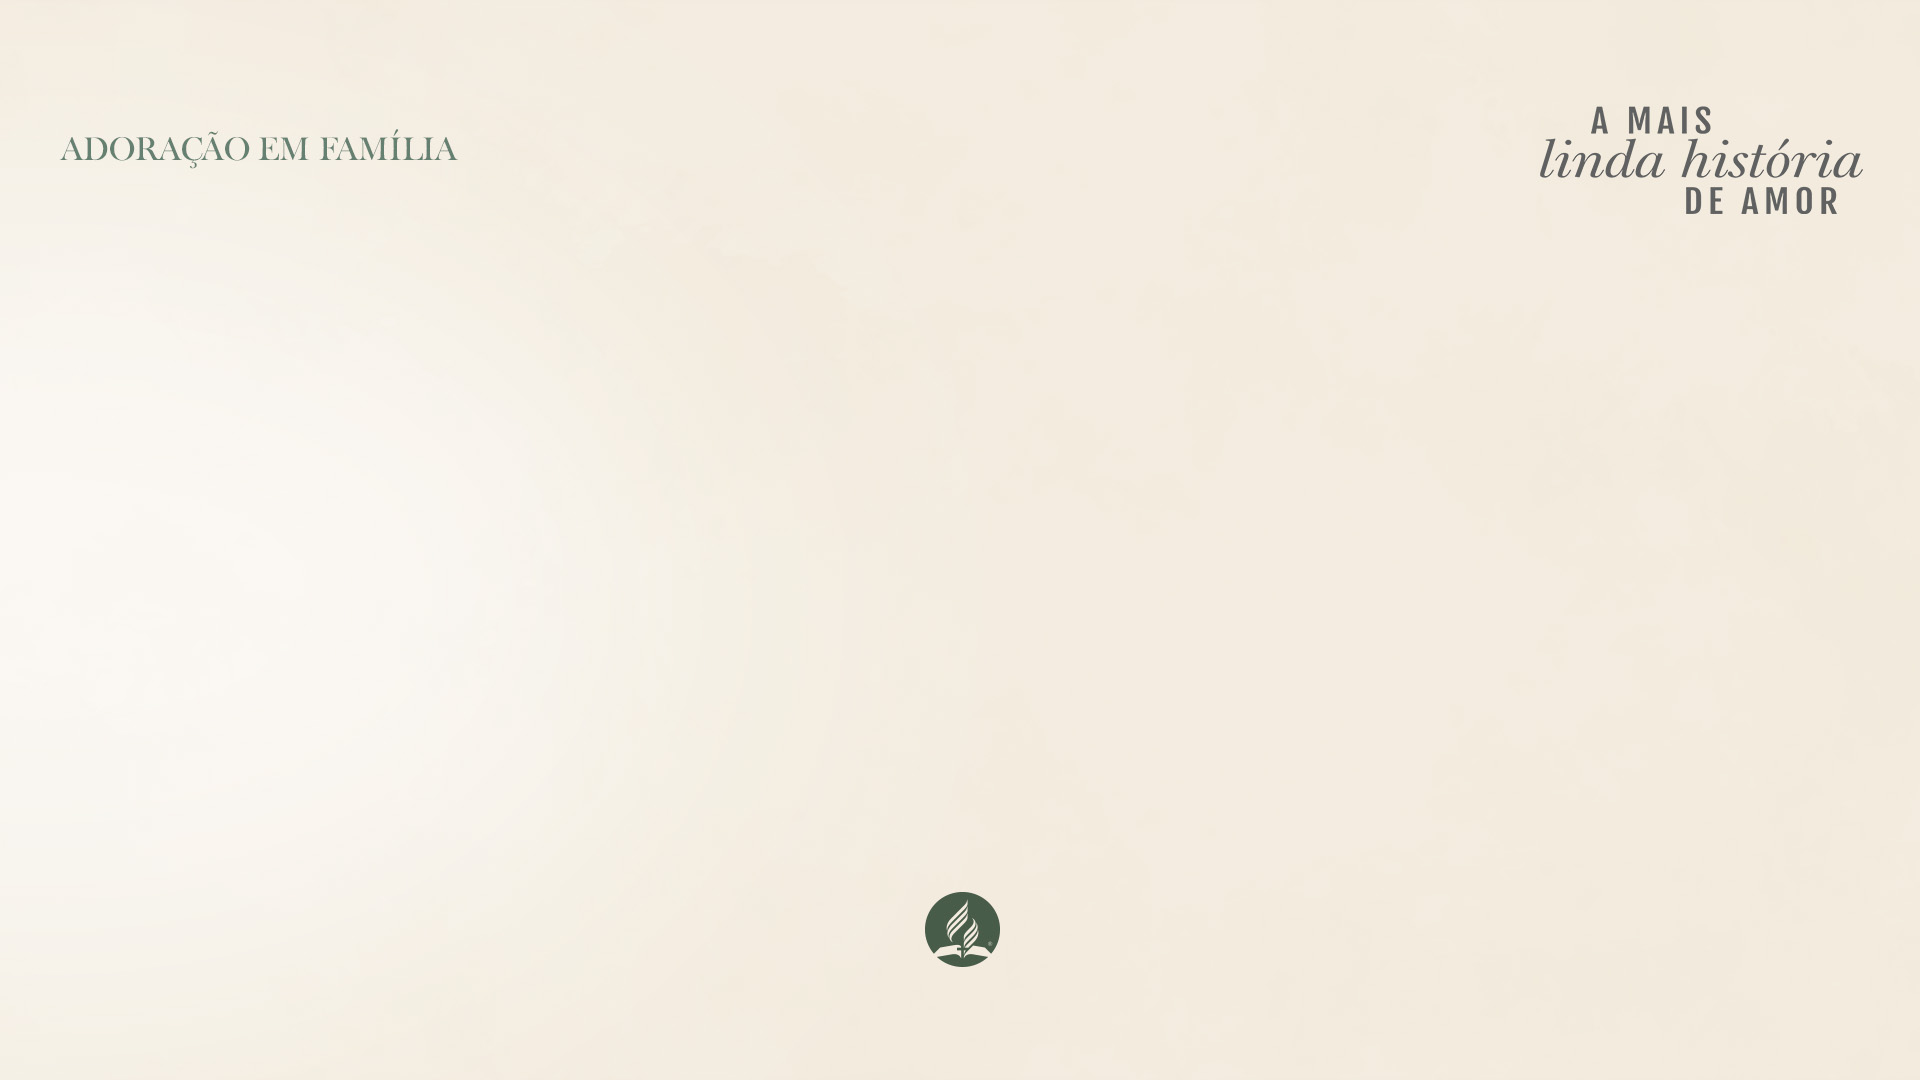 ADORAÇÃO EM FAMÍLIA
A MAIS
linda história
DE AMOR